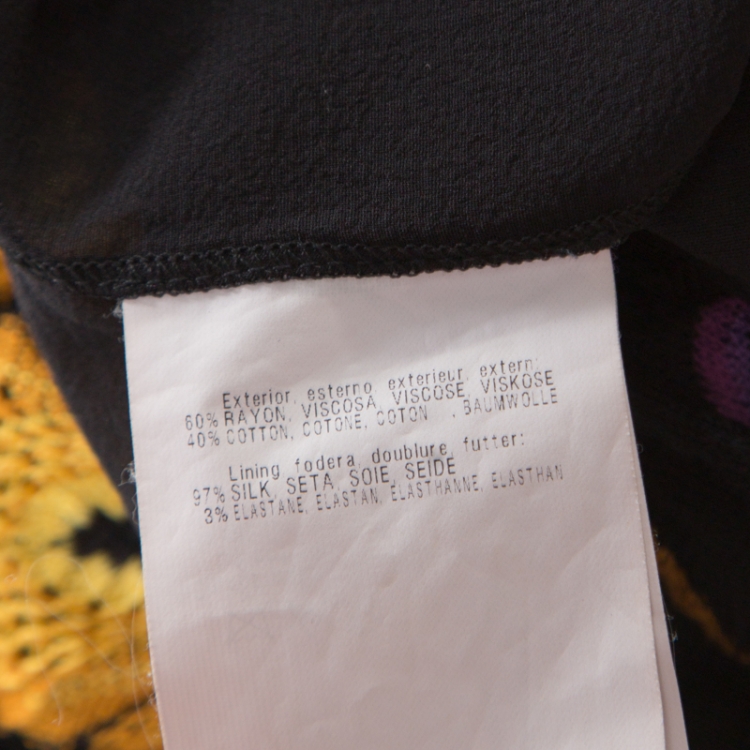 Exterior, esterno, exterieur, extern:
60% RAYON, VISCOSA, VISCOSE, VISKOSE
40% COTTON, COTONE, COTON , BAUMWOLLE
Lining, fodera, doublure, futter:
97% SILK, SETA, SOIE, SEIDE
3% ELASTANE, ELASTAN, ELASTHANNE, ELASTHAN